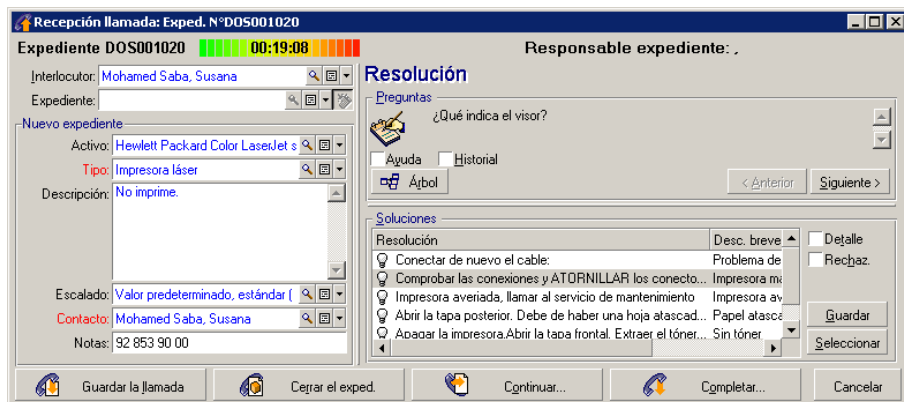 Recepción llamada: Exped. N°DOS001020
Expediente DOS001020 00:19:08 Responsable expediente: ,
Interlocutor: Mohamed Saba, Susana
Expediente:
Nuevo expediente
Activo: Hewlett Packard Color LaserJet s
Tipo: Impresora láser
Descripción: No imprime.
Escalado: Valor predeterminado, estándar (
Contacto: Mohamed Saba, Susana
Notas: 92 853 90 00
Resolución
Preguntas
¿Qué indica el visor?
Ayuda Historial
Árbol < Anterior Siguiente >
Soluciones
Resolución Desc. breve Detalle
Conectar de nuevo el cable: Problema de Rechaz.
Comprobar las conexiones y ATORNILLAR los conecto... Impresora ma
Impresora averiada, llamar al servicio de mantenimiento Impresora av
Abrir la tapa posterior. Debe de haber una hoja atascad... Papel atasca Guardar
Apagar la impresora.Abrir la tapa frontal. Extraer el tóner... Sin tóner
Seleccionar
Guardar la llamada Cerrar el exped. Continuar... Completar... Cancelar